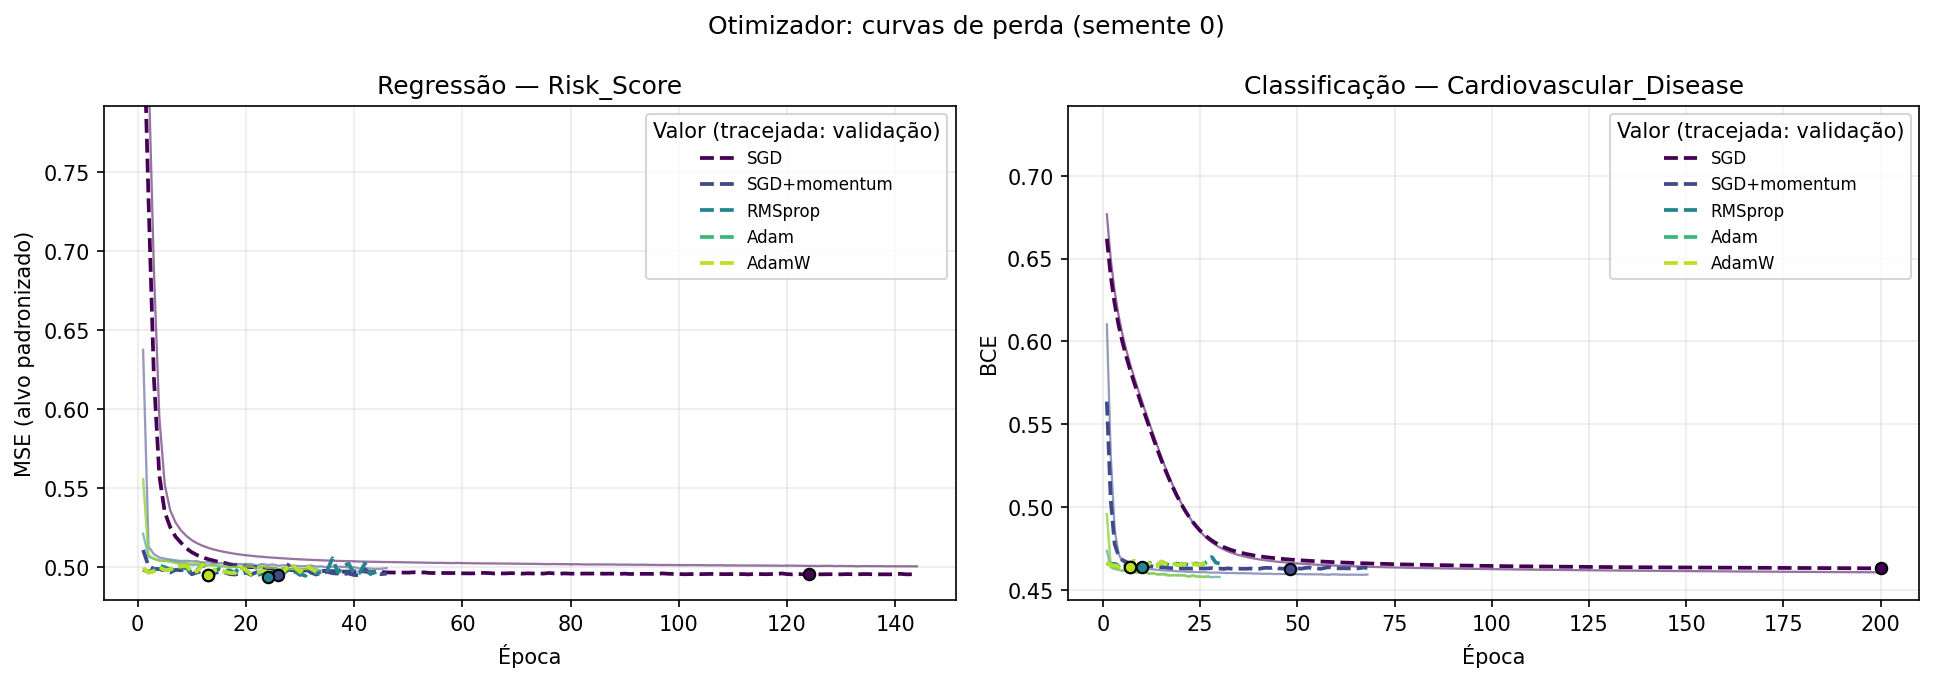 Otimizador: curvas de perda (semente 0)
Regressão — Risk_Score
MSE (alvo padronizado)
0.75
0.70
0.65
0.60
0.55
0.50
Valor (tracejada: validação)
SGD
SGD+momentum
RMSprop
Adam
AdamW
0 20 40 60 80 100 120 140
Época
Classificação — Cardiovascular_Disease
BCE
0.70
0.65
0.60
0.55
0.50
0.45
Valor (tracejada: validação)
SGD
SGD+momentum
RMSprop
Adam
AdamW
0 25 50 75 100 125 150 175 200
Época